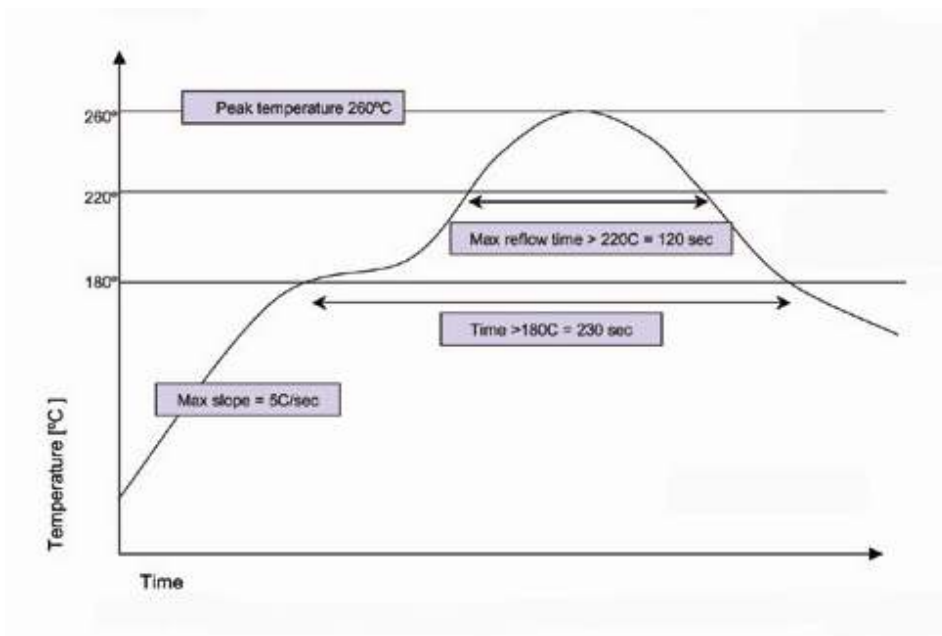 Peak temperature 260ºC
260º
220º
Max reflow time > 220C = 120 sec
180º
Time >180C = 230 sec
Max slope = 5C/sec
Temperature [ºC ]
Time